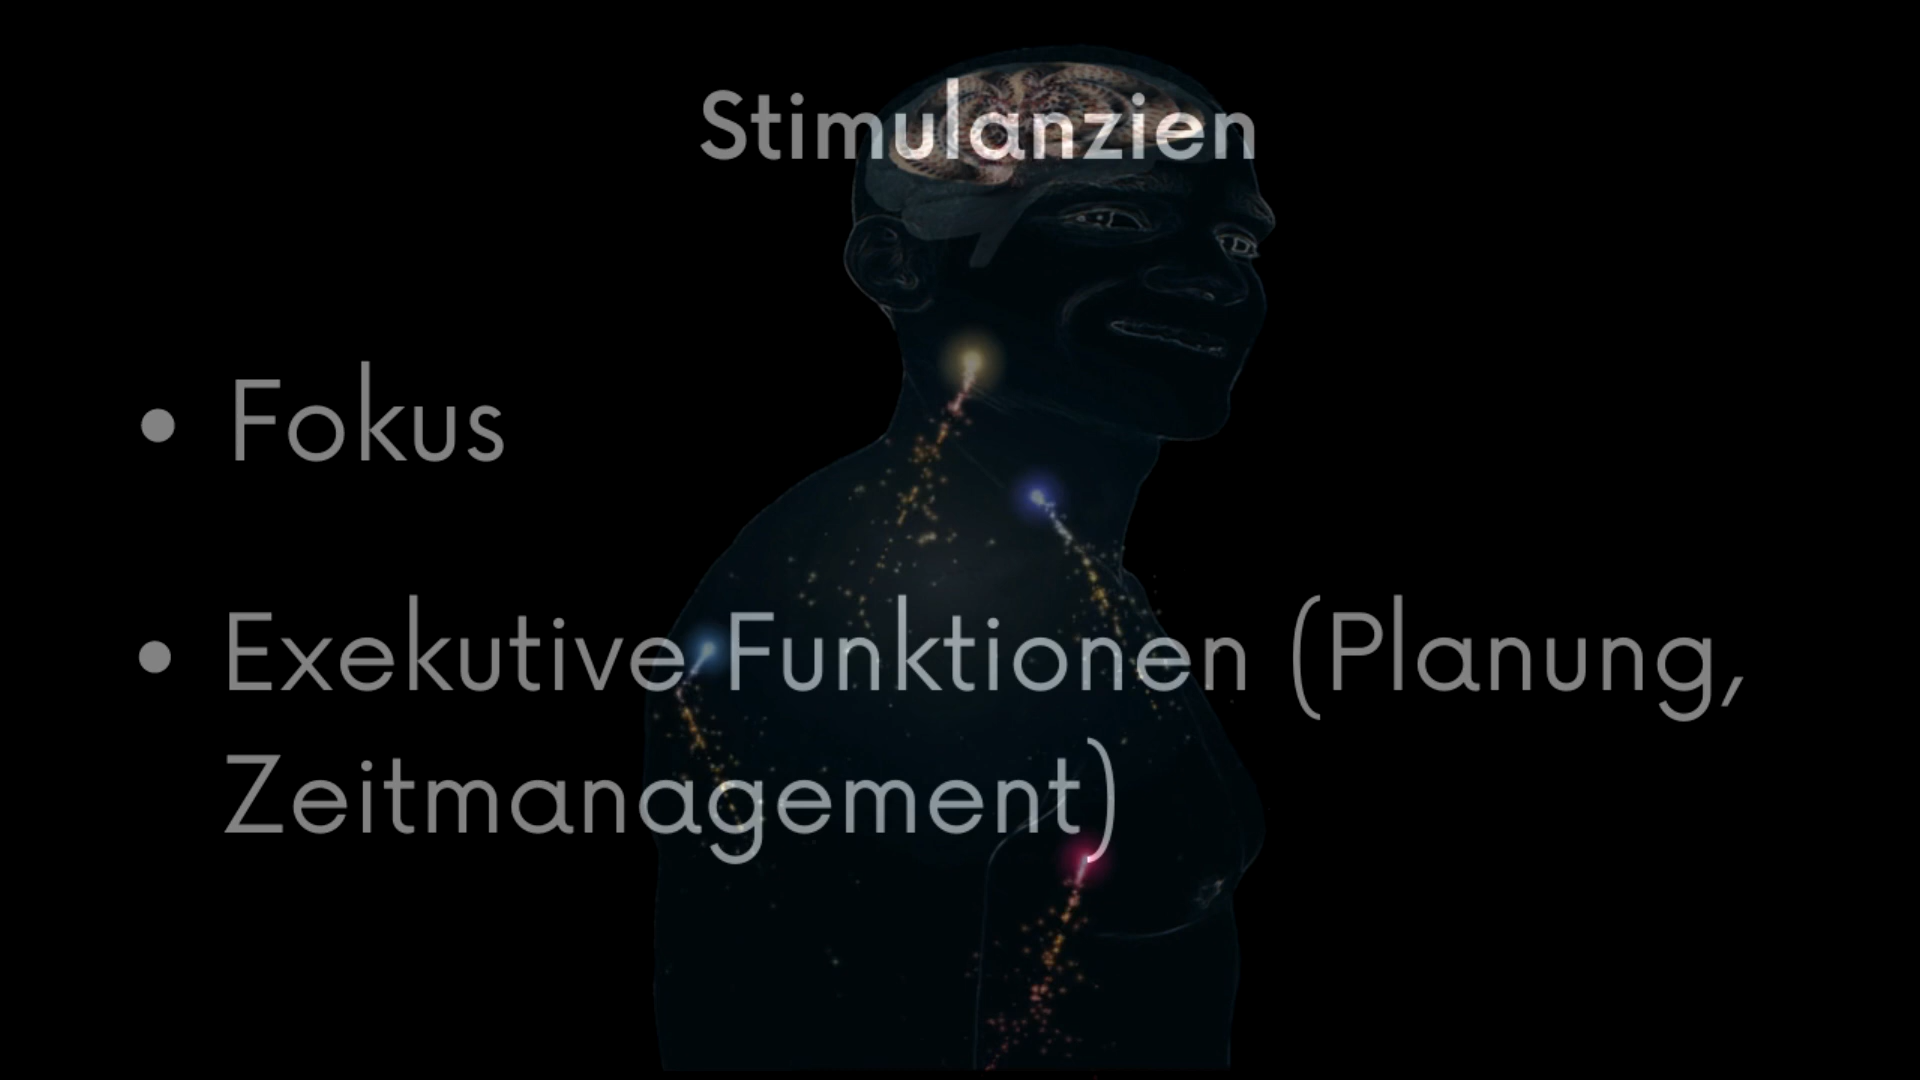 Stimulanzien
• Fokus
• Exekutive Funktionen (Planung,
Zeitmanagement)